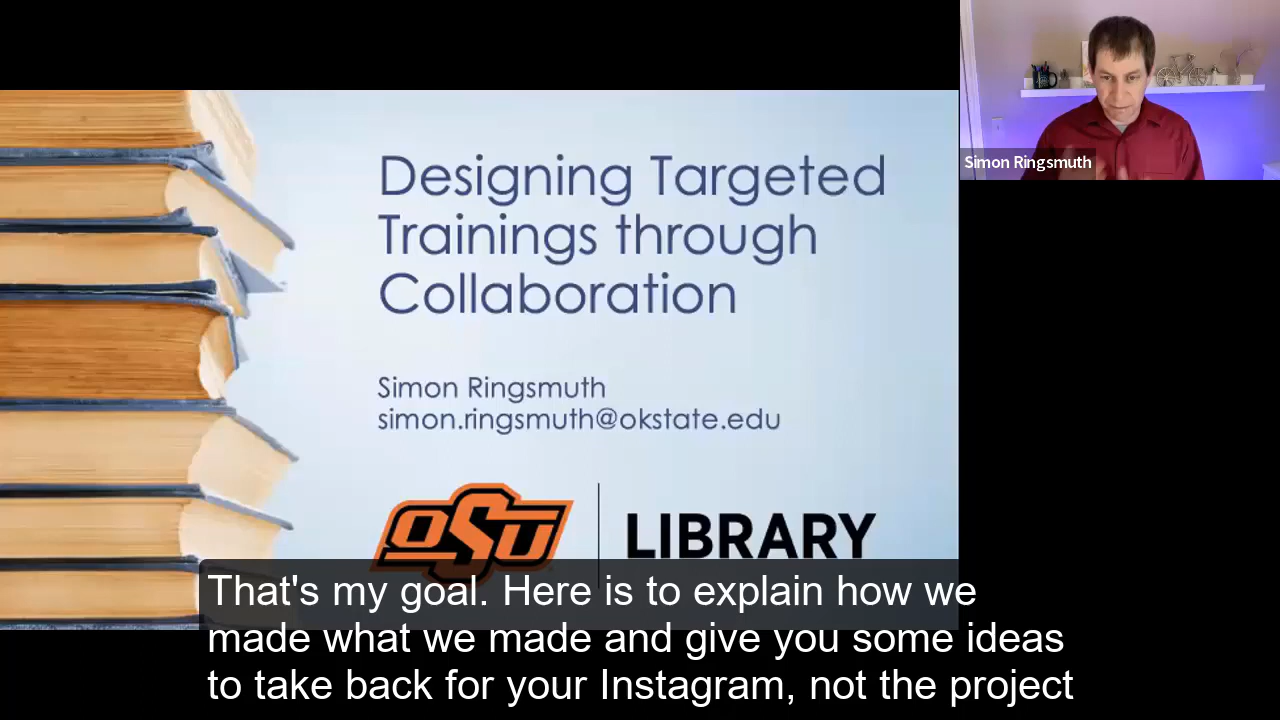 Designing Targeted
Trainings through
Collaboration
Simon Ringsmuth
simon.ringsmuth@okstate.edu
OSU
LIBRARY
Simon Ringsmuth
That's my goal. Here is to explain how we
made what we made and give you some ideas
to take back for your Instagram, not the project